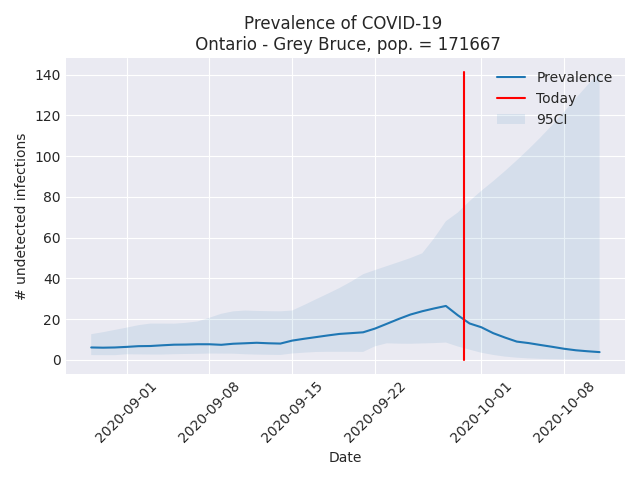 Prevalence of COVID-19
Ontario - Grey Bruce, pop. = 171667
140
120
100
80
60
40
20
0
# undetected infections
Prevalence
Today
95CI
2020-09-01
2020-09-08
2020-09-15
2020-09-22
2020-10-01
2020-10-08
Date